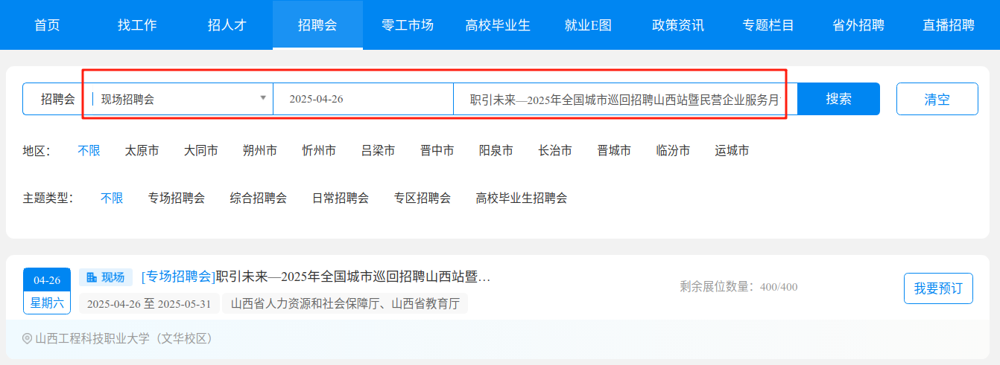 首页 找工作 招人才 招聘会 零工市场 高校毕业生 就业E图 政策资讯 专题栏目 省外招聘 直播招聘
招聘会 现场招聘会 2025-04-26 职引未来—2025年全国城市巡回招聘山西站暨民营企业服务月 搜索 清空
地区: 不限 太原市 大同市 朔州市 忻州市 吕梁市 晋中市 阳泉市 长治市 晋城市 临汾市 运城市
主题类型: 不限 专场招聘会 综合招聘会 日常招聘会 专区招聘会 高校毕业生招聘会
04-26 现场 [专场招聘会]职引未来—2025年全国城市巡回招聘山西站暨… 剩余展位数量: 400/400 我要预订
星期六 2025-04-26 至 2025-05-31 山西省人力资源和社会保障厅、山西省教育厅
山西工程科技职业大学（文华校区）